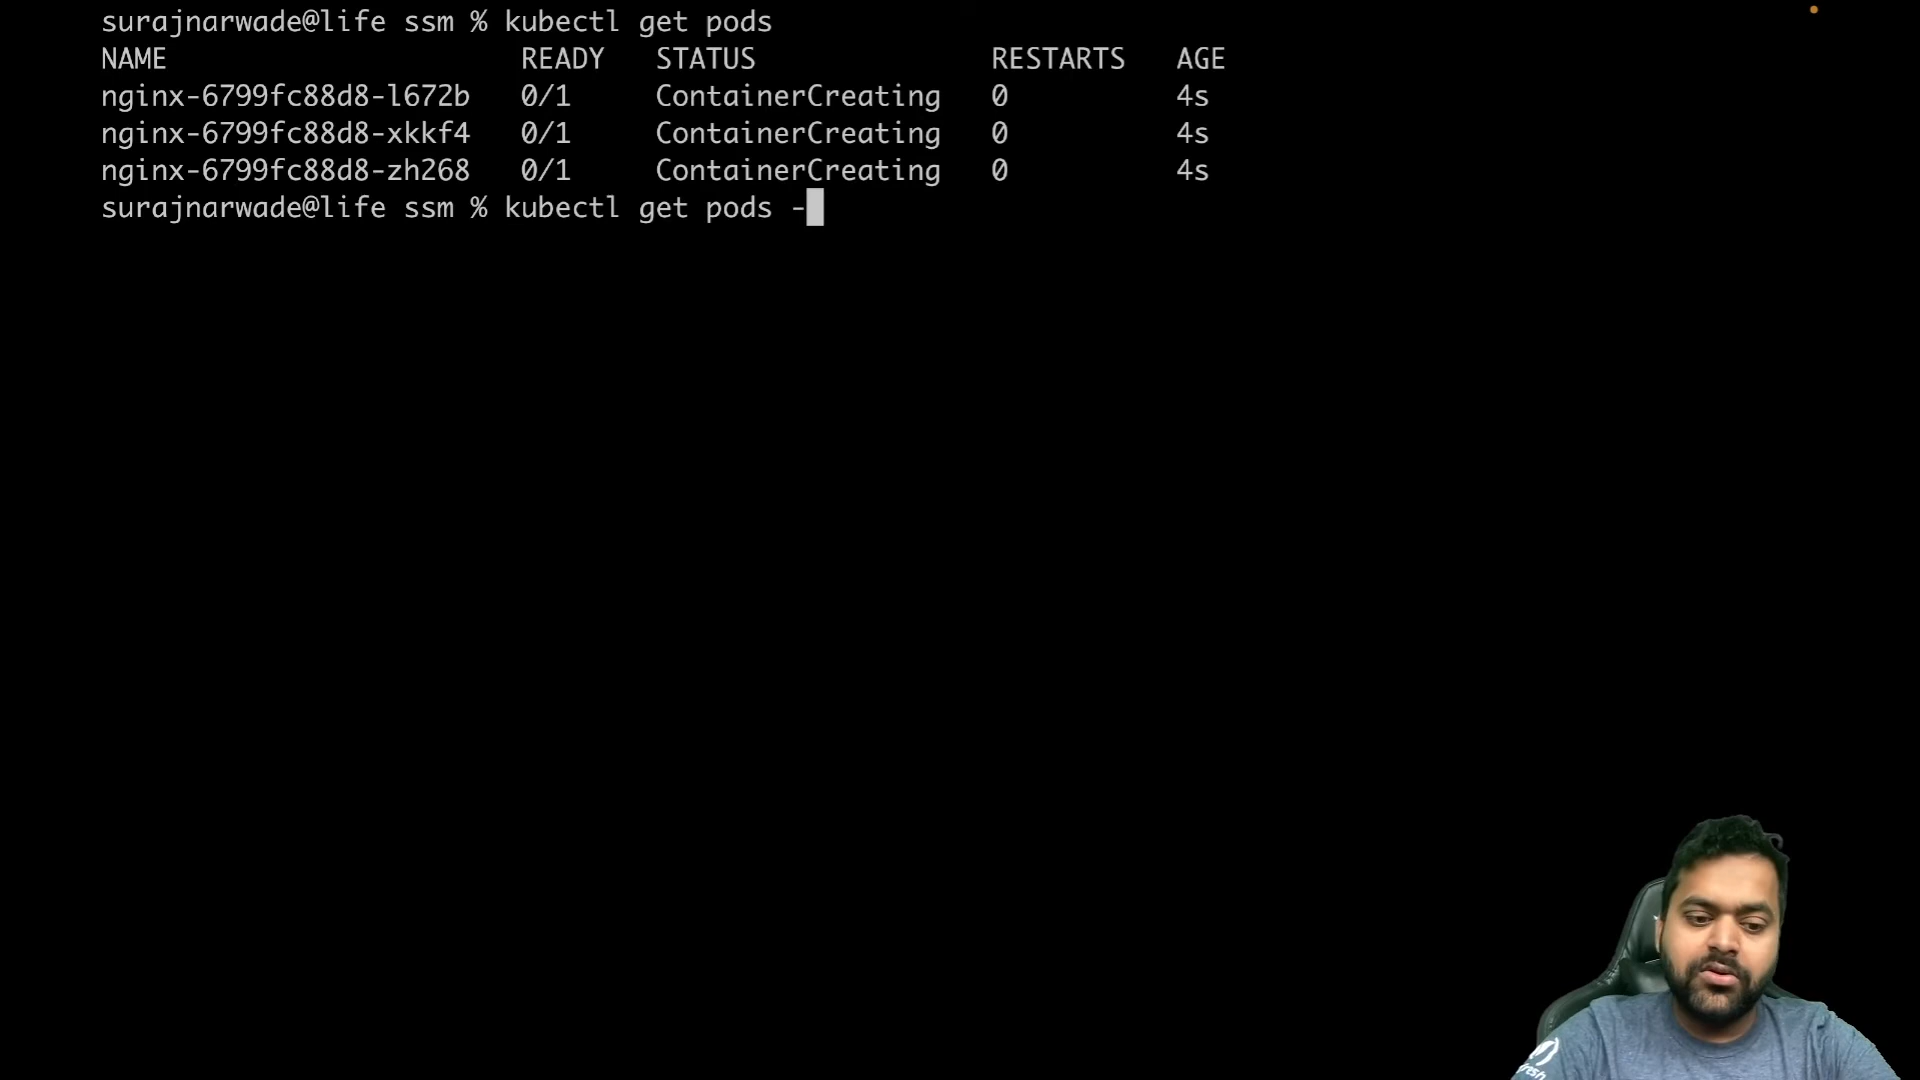 surajnarwade@life ssm % kubectl get pods
NAME READY STATUS RESTARTS AGE
nginx-6799fc88d8-l672b 0/1 ContainerCreating 0 4s
nginx-6799fc88d8-xkkf4 0/1 ContainerCreating 0 4s
nginx-6799fc88d8-zh268 0/1 ContainerCreating 0 4s
surajnarwade@life ssm % kubectl get pods -